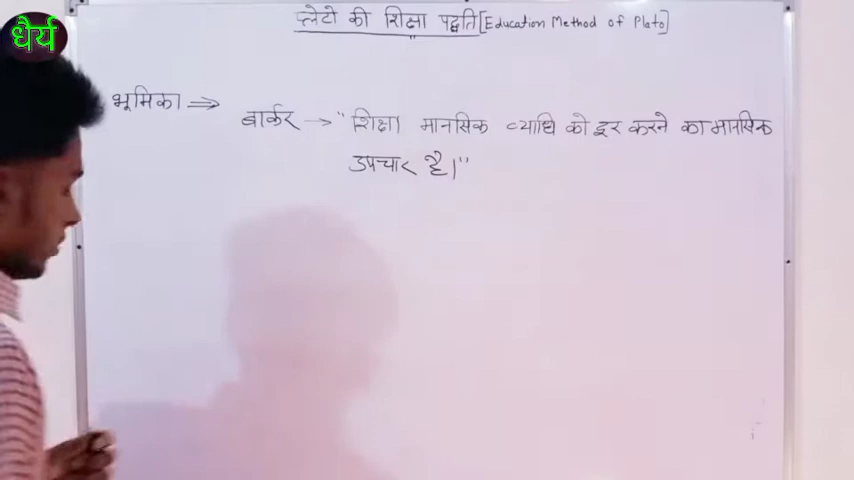 धैर्य
प्लेटो की शिक्षा पद्धति [Education Method of Plato]
भूमिका ⇒
बार्कर → "शिक्षा मानसिक व्याधि को दूर करने का मानसिक
उपचार है।"